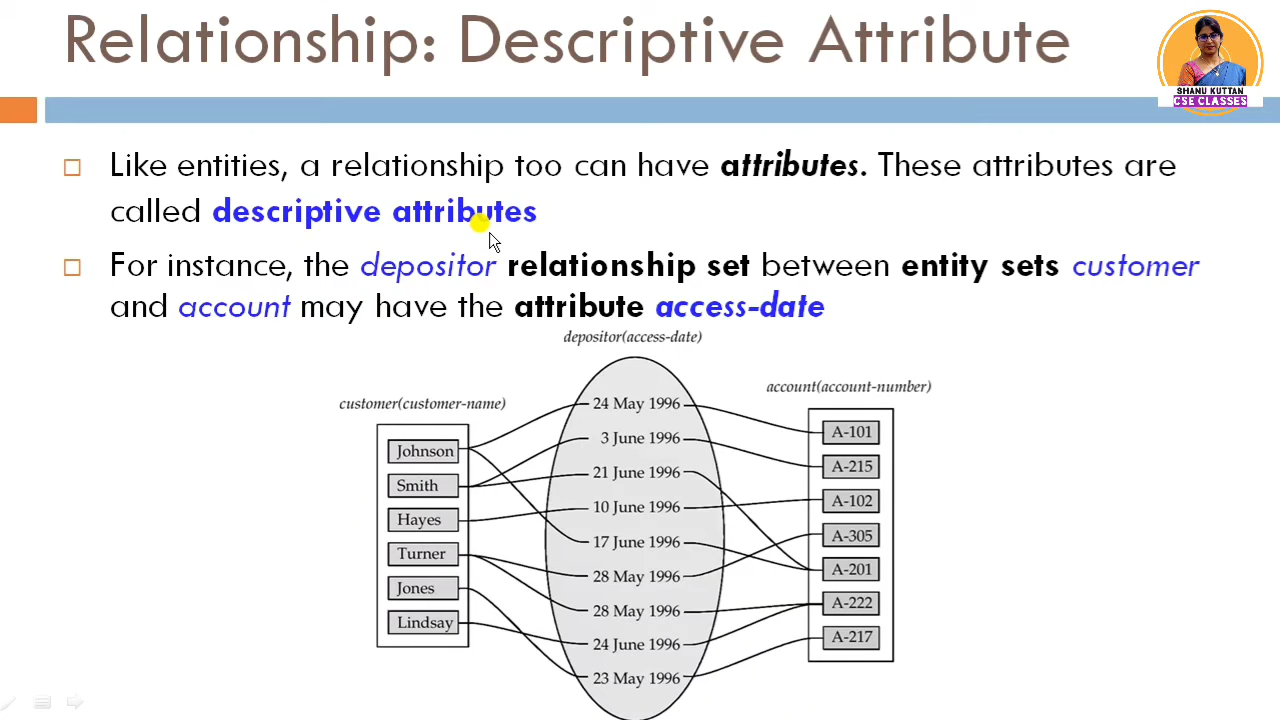 Relationship: Descriptive Attribute
SHANU KUTTAN
CSE CLASSES
Like entities, a relationship too can have attributes. These attributes are
called descriptive attributes
For instance, the depositor relationship set between entity sets customer
and account may have the attribute access-date
depositor(access-date)
customer(customer-name)
account(account-number)
Johnson
Smith
Hayes
Turner
Jones
Lindsay
24 May 1996
3 June 1996
21 June 1996
10 June 1996
17 June 1996
28 May 1996
28 May 1996
24 June 1996
23 May 1996
A-101
A-215
A-102
A-305
A-201
A-222
A-217